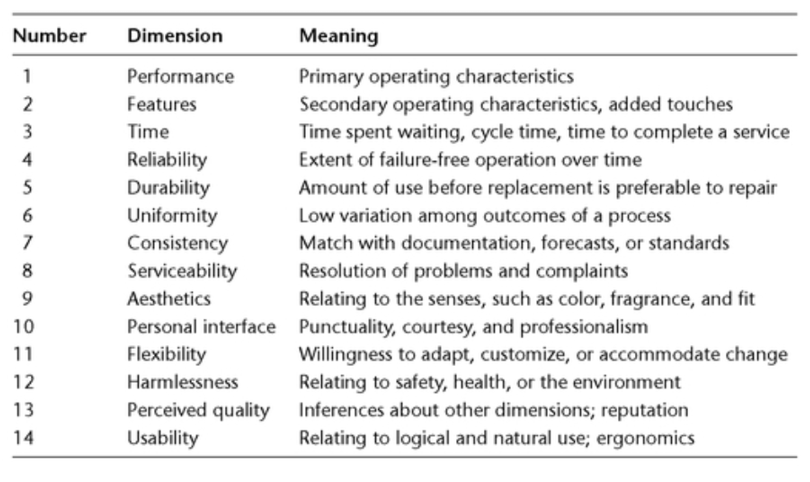 Number Dimension Meaning
1 Performance Primary operating characteristics
2 Features Secondary operating characteristics, added touches
3 Time Time spent waiting, cycle time, time to complete a service
4 Reliability Extent of failure-free operation over time
5 Durability Amount of use before replacement is preferable to repair
6 Uniformity Low variation among outcomes of a process
7 Consistency Match with documentation, forecasts, or standards
8 Serviceability Resolution of problems and complaints
9 Aesthetics Relating to the senses, such as color, fragrance, and fit
10 Personal interface Punctuality, courtesy, and professionalism
11 Flexibility Willingness to adapt, customize, or accommodate change
12 Harmlessness Relating to safety, health, or the environment
13 Perceived quality Inferences about other dimensions; reputation
14 Usability Relating to logical and natural use; ergonomics